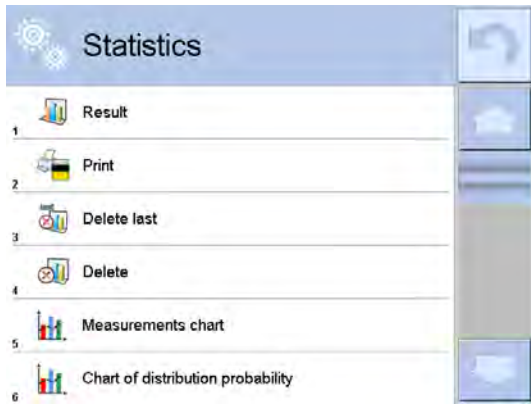 Statistics
Result
1
Print
2
Delete last
3
Delete
4
Measurements chart
5
Chart of distribution probability
6